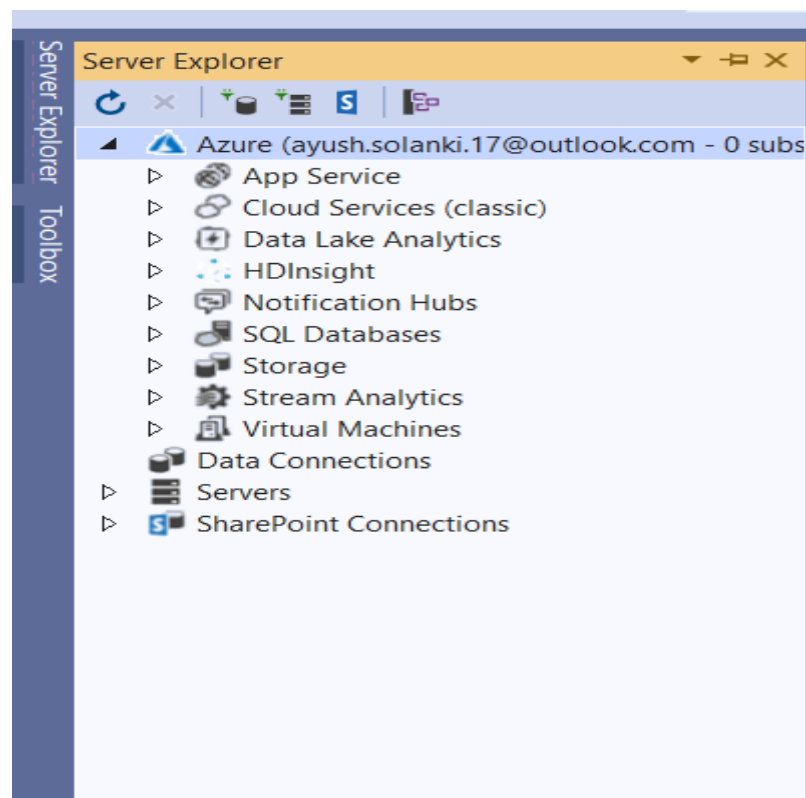 Server Explorer
Toolbox
Server Explorer
Azure (ayush.solanki.17@outlook.com - 0 subs
App Service
Cloud Services (classic)
Data Lake Analytics
HDInsight
Notification Hubs
SQL Databases
Storage
Stream Analytics
Virtual Machines
Data Connections
Servers
SharePoint Connections